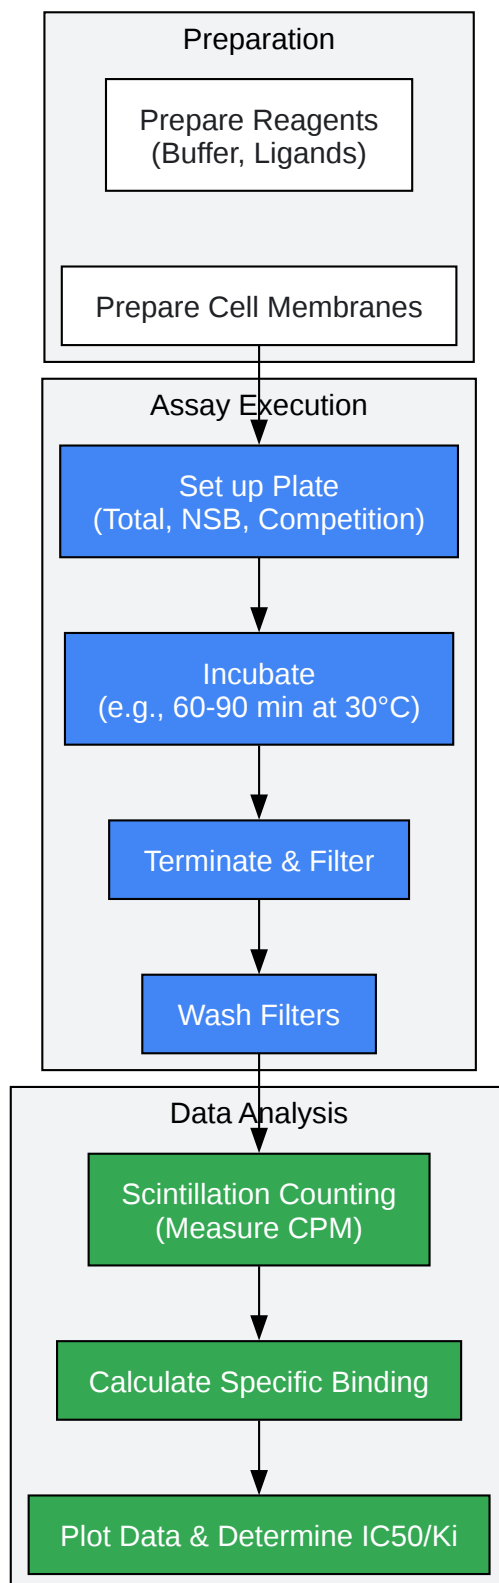 Preparation
Prepare Reagents
(Buffer, Ligands)
Prepare Cell Membranes
Assay Execution
Set up Plate
(Total, NSB, Competition)
Incubate
(e.g., 60-90 min at 30°C)
Terminate & Filter
Wash Filters
Data Analysis
Scintillation Counting
(Measure CPM)
Calculate Specific Binding
Plot Data & Determine IC50/Ki